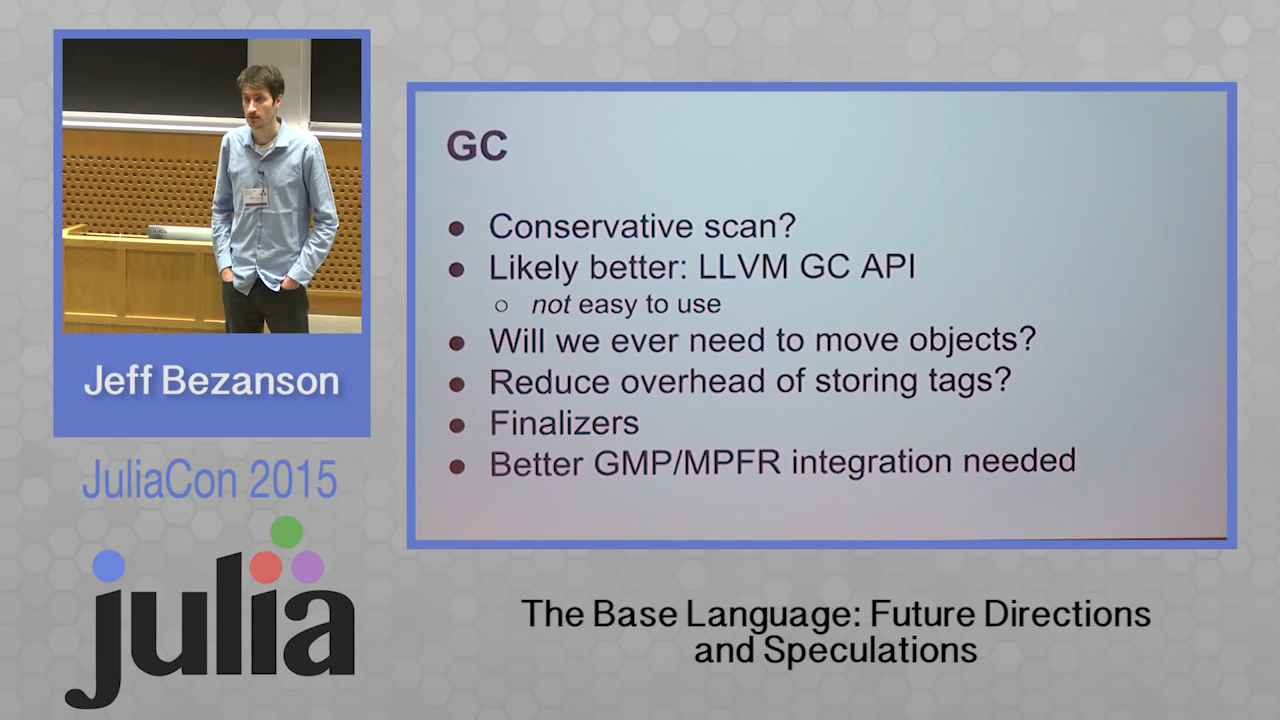 Jeff Bezanson
JuliaCon 2015
julia
GC
● Conservative scan?
● Likely better: LLVM GC API
○ not easy to use
● Will we ever need to move objects?
● Reduce overhead of storing tags?
● Finalizers
● Better GMP/MPFR integration needed
The Base Language: Future Directions
and Speculations